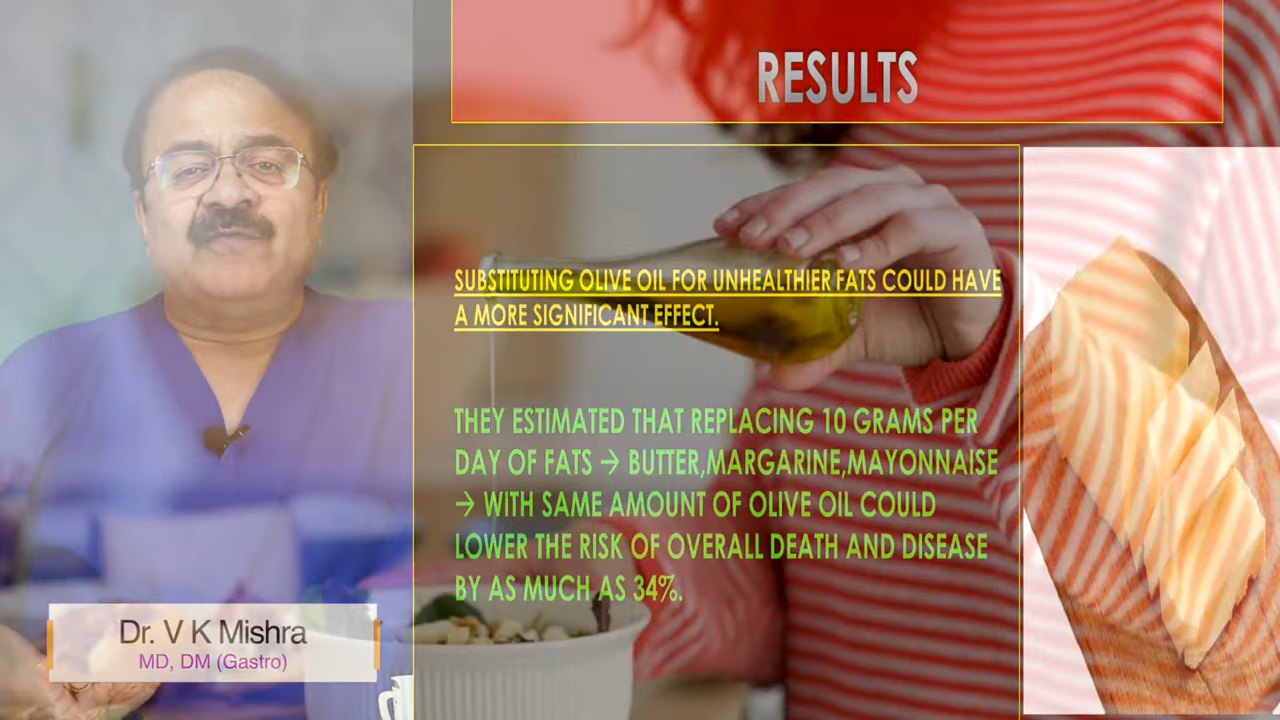 RESULTS
SUBSTITUTING OLIVE OIL FOR UNHEALTHIER FATS COULD HAVE
A MORE SIGNIFICANT EFFECT.
THEY ESTIMATED THAT REPLACING 10 GRAMS PER
DAY OF FATS → BUTTER,MARGARINE,MAYONNAISE
→ WITH SAME AMOUNT OF OLIVE OIL COULD
LOWER THE RISK OF OVERALL DEATH AND DISEASE
BY AS MUCH AS 34%.
Dr. V K Mishra
MD, DM (Gastro)